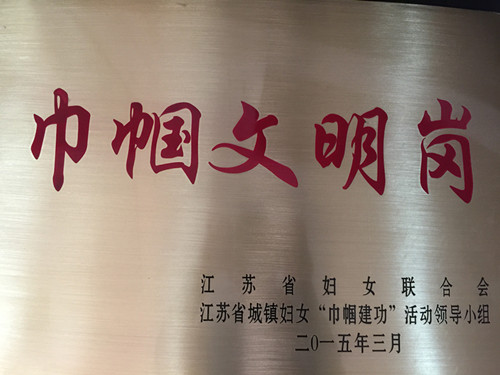 巾帼文明岗
江苏省妇女联合会
江苏省城镇妇女“巾帼建功”活动领导小组
二0一五年三月